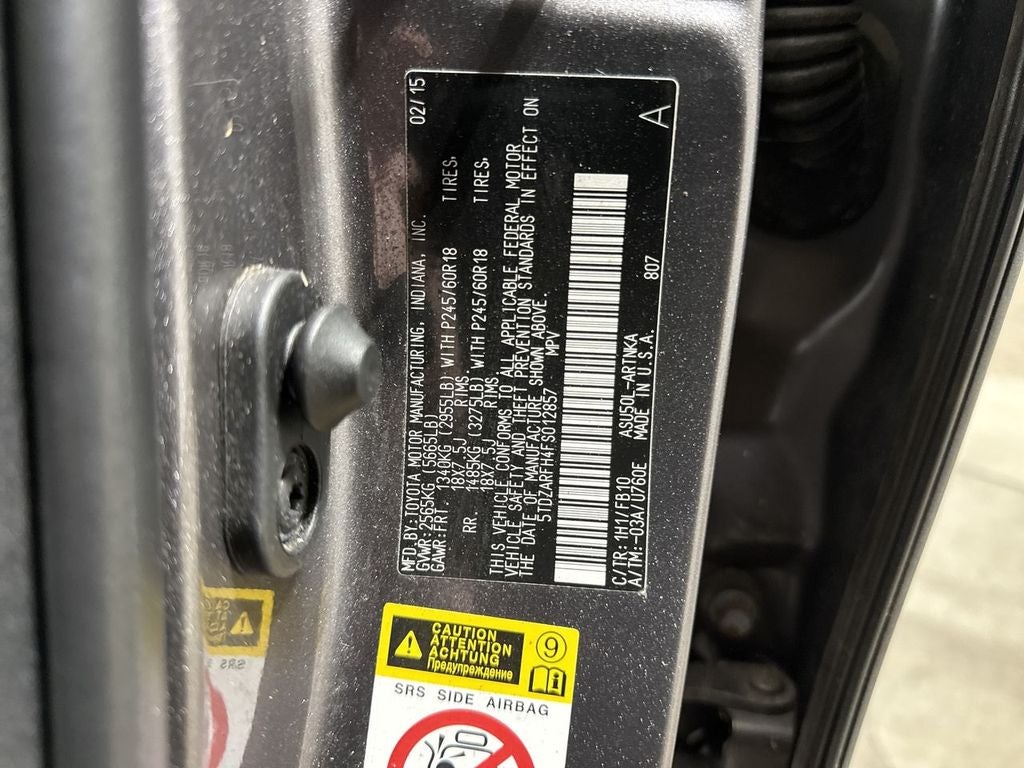 MFD.BY:TOYOTA MOTOR MANUFACTURING, INDIANA, INC. 02/15
GVWR:2565KG (5665LB)
GAWR:FRT. 1340KG (2955LB) WITH P245/60R18 TIRES.
18X7.5J RIMS
RR. 1485KG (3275LB) WITH P245/60R18 TIRES.
18X7.5J RIMS
THIS VEHICLE CONFORMS TO ALL APPLICABLE FEDERAL MOTOR
VEHICLE SAFETY AND THEFT PREVENTION STANDARDS IN EFFECT ON
THE DATE OF MANUFACTURE SHOWN ABOVE.
5TDZARFH4FS012857 MPV
C/TR:1H1/FB10 ASU50L-ARTNKA 807
A/TM:-03A/U760E MADE IN U.S.A. A
CAUTION
ATTENTION
ACHTUNG
Предупреждение
9
SRS SIDE AIRBAG